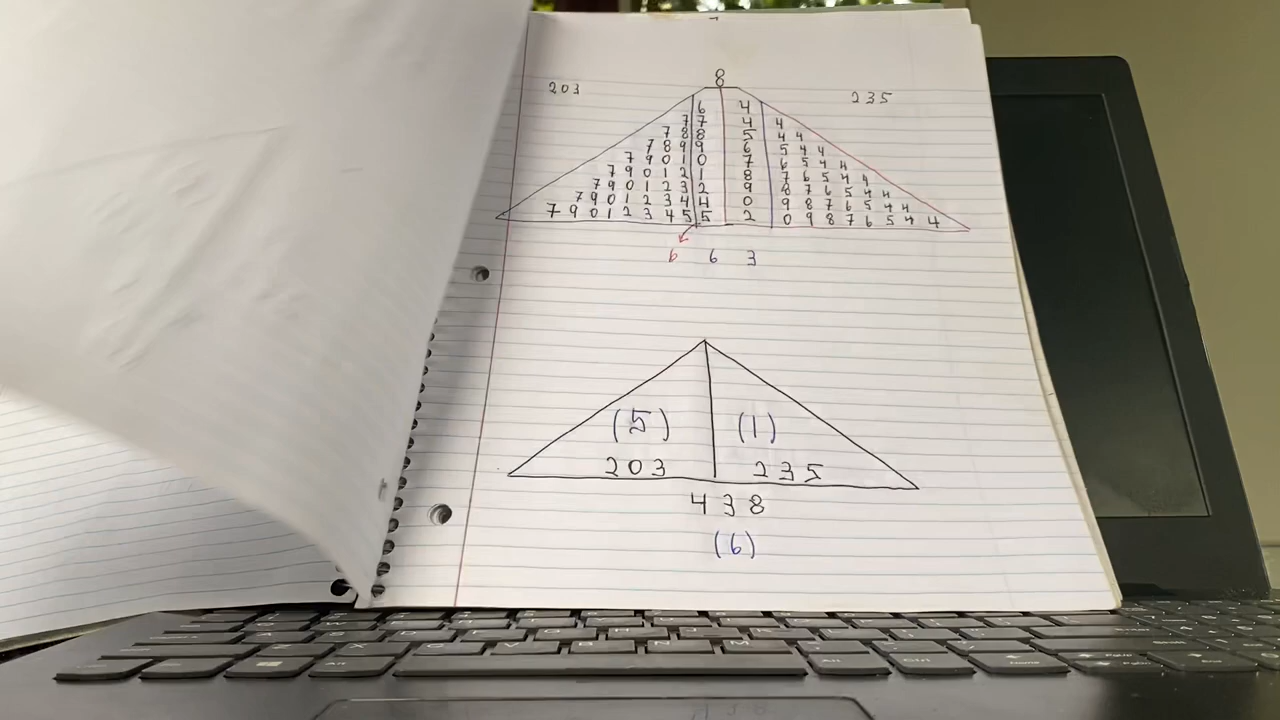 8
203 235
6 4
7 7 4 4
7 8 8 5 4 4
7 8 9 9 6 5 4 4
7 9 0 1 0 7 6 5 4 4
7 9 0 1 2 1 8 7 6 5 4 4
7 9 0 1 2 3 2 9 8 7 6 5 4 4
7 9 0 1 2 3 4 4 0 9 8 7 6 5 4 4
7 9 0 1 2 3 4 5 5 2 0 9 8 7 6 5 4 4
6 6 3
(5) (1)
203 235
438
(6)
Alt
Alt
Ctrl
Home